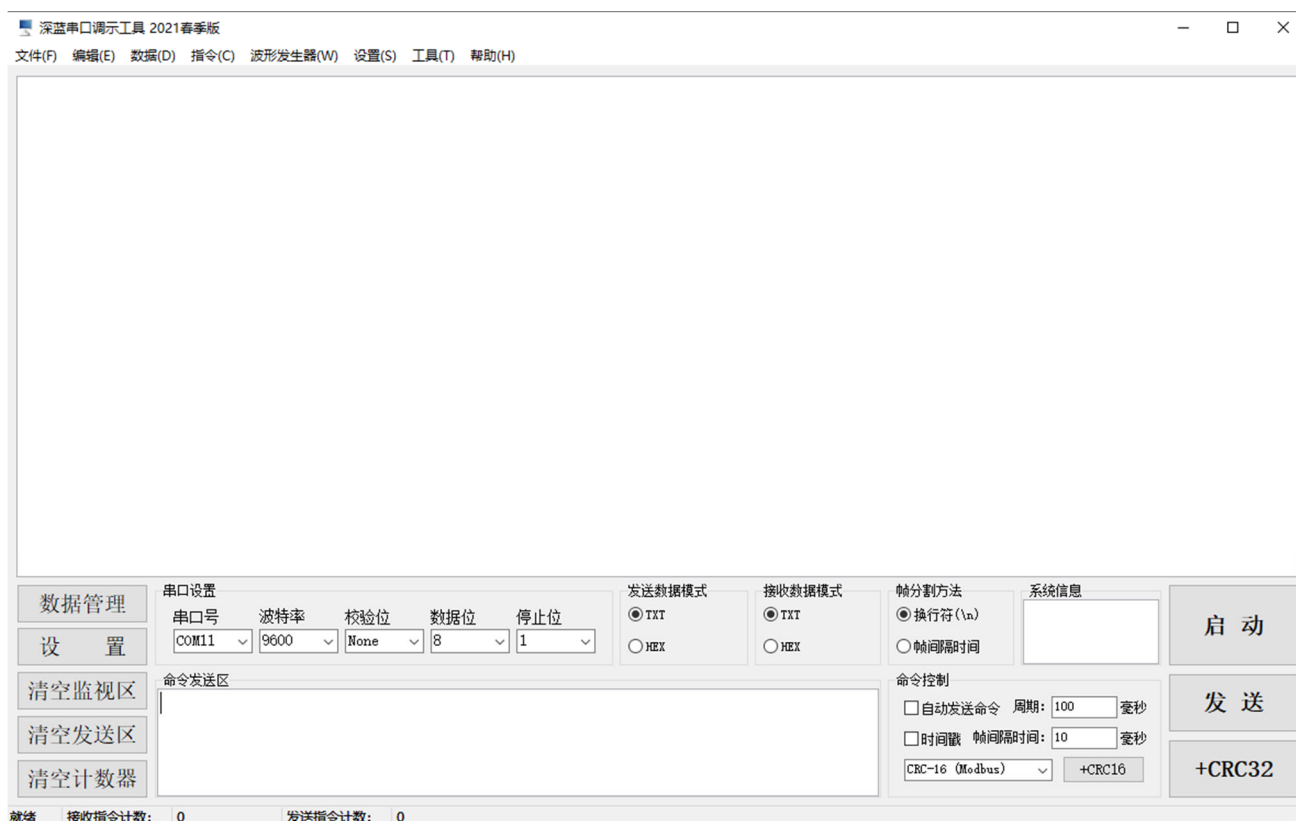 深蓝串口调示工具 2021春季版
文件(F) 编辑(E) 数据(D) 指令(C) 波形发生器(W) 设置(S) 工具(T) 帮助(H)
数据管理
设 置
清空监视区
清空发送区
清空计数器
串口设置
串口号 波特率 校验位 数据位 停止位
COM11 9600 None 8 1
发送数据模式
TXT
HEX
接收数据模式
TXT
HEX
帧分割方法
换行符(\n)
帧间隔时间
系统信息
启 动
命令发送区
命令控制
自动发送命令 周期: 100 毫秒
时间戳 帧间隔时间: 10 毫秒
CRC-16 (Modbus) +CRC16
发 送
+CRC32
就绪 接收指令计数: 0 发送指令计数: 0